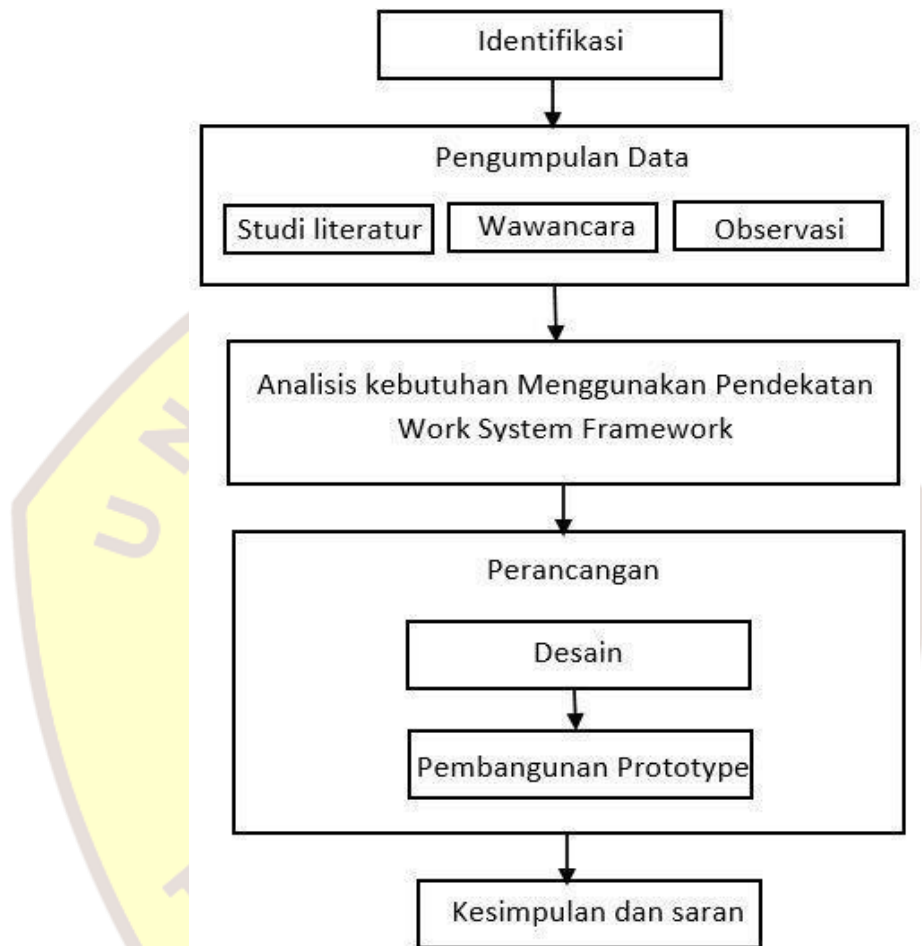 Identifikasi
Pengumpulan Data
Studi literatur
Wawancara
Observasi
Analisis kebutuhan Menggunakan Pendekatan
Work System Framework
Perancangan
Desain
Pembangunan Prototype
Kesimpulan dan saran
U N